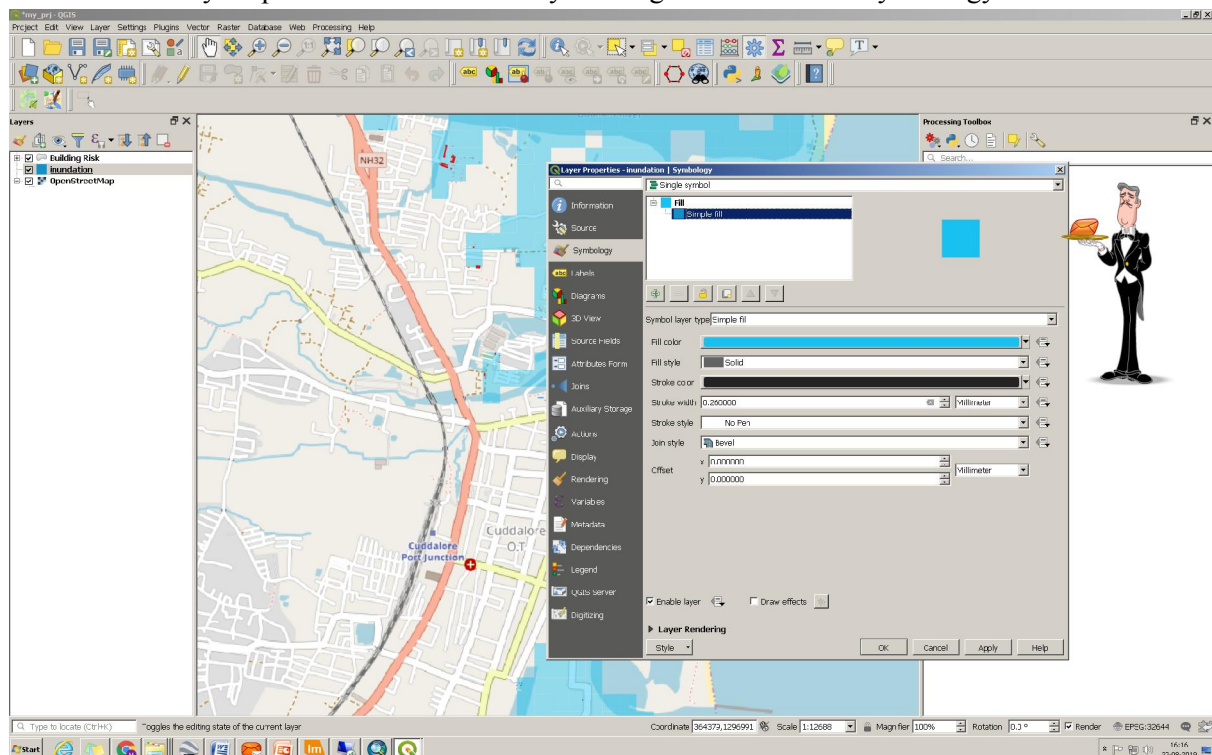 *my_prj - QGIS
Project Edit View Layer Settings Plugins Vector Raster Database Web Processing Help
Layers
Building Risk
inundation
OpenStreetMap
NH32
Cuddalore
Port Junction
Cuddalore
O.T.
Processing Toolbox
Search...
Layer Properties - inundation | Symbology
Information
Source
Symbology
Labels
Diagrams
3D View
Source Fields
Attributes Form
Joins
Auxiliary Storage
Actions
Display
Rendering
Variables
Metadata
Dependencies
Legend
QGIS Server
Digitizing
Single symbol
Fill
Simple fill
Symbol layer type Simple fill
Fill color
Fill style Solid
Stroke color
Stroke width 0.260000 Millimeter
Stroke style No Pen
Join style Bevel
Offset x 0.000000 Millimeter
y 0.000000
Enable layer Draw effects
Layer Rendering
Style OK Cancel Apply Help
Type to locate (Ctrl+K) Toggles the editing state of the current layer Coordinate 364379,1296991 Scale 1:12688 Magnifier 100% Rotation 0.0 ° Render EPSG:32644
Start 16:16
22-08-2019